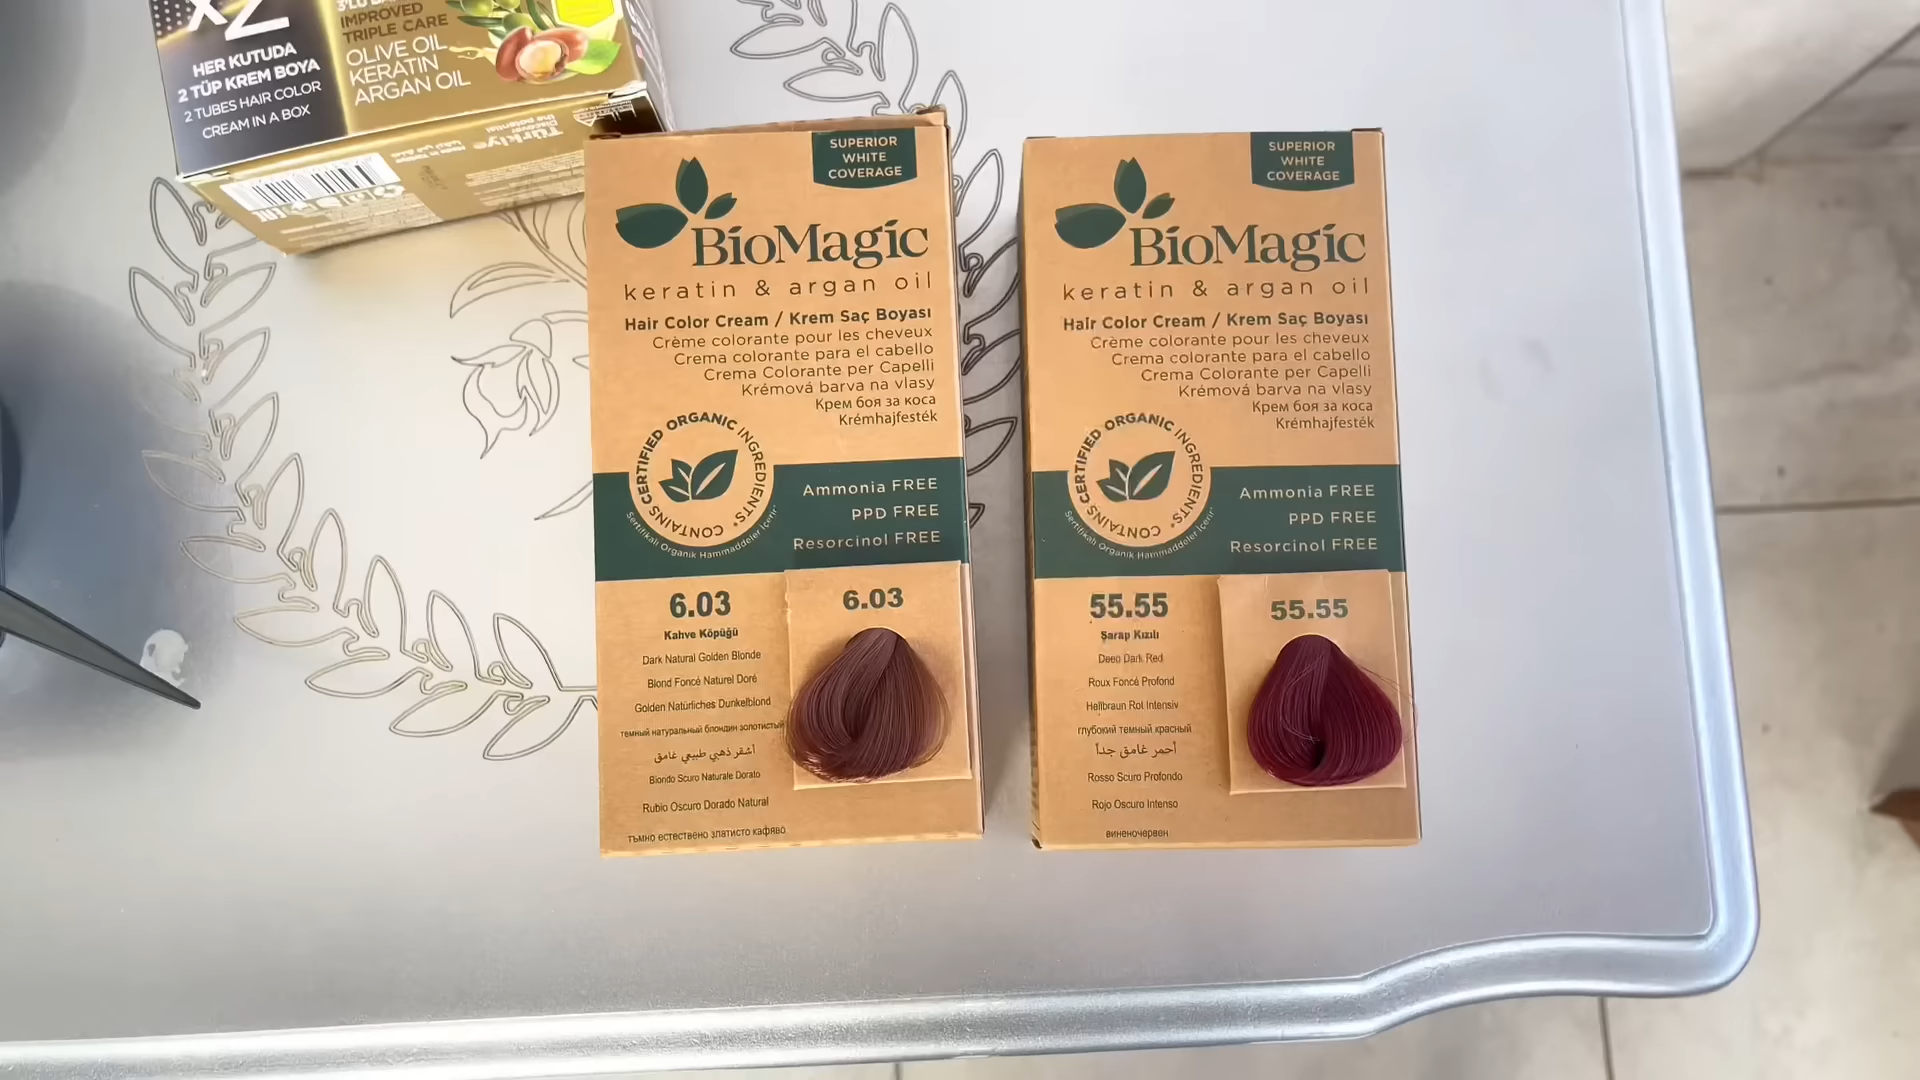 x2
HER KUTUDA
2 TÜP KREM BOYA
2 TUBES HAIR COLOR
CREAM IN A BOX
IMPROVED
TRIPLE CARE
OLIVE OIL
KERATIN
ARGAN OIL
Türkiye
Discover
the potential
SUPERIOR
WHITE
COVERAGE
BioMagic
keratin & argan oil
Hair Color Cream / Krem Saç Boyası
Crème colorante pour les cheveux
Crema colorante para el cabello
Crema Colorante per Capelli
Krémová barva na vlasy
Крем боя за коса
Krémhajfesték
CONTAINS CERTIFIED ORGANIC INGREDIENTS*
Sertifikalı Organik Hammaddeler İçerir*
Ammonia FREE
PPD FREE
Resorcinol FREE
6.03
Kahve Köpüğü
Dark Natural Golden Blonde
Blond Foncé Naturel Doré
Golden Natürliches Dunkelblond
темный натуральный блондин золотистый
أشقر ذهبي طبيعي غامق
Biondo Scuro Naturale Dorato
Rubio Oscuro Dorado Natural
тъмно естествено златисто кафяво
6.03
SUPERIOR
WHITE
COVERAGE
BioMagic
keratin & argan oil
Hair Color Cream / Krem Saç Boyası
Crème colorante pour les cheveux
Crema colorante para el cabello
Crema Colorante per Capelli
Krémová barva na vlasy
Крем боя за коса
Krémhajfesték
CONTAINS CERTIFIED ORGANIC INGREDIENTS*
Sertifikalı Organik Hammaddeler İçerir*
Ammonia FREE
PPD FREE
Resorcinol FREE
55.55
Şarap Kızılı
Deep Dark Red
Roux Foncé Profond
Hellbraun Rot Intensiv
глубокий темный красный
أحمر غامق جداً
Rosso Scuro Profondo
Rojo Oscuro Intenso
виненочервен
55.55